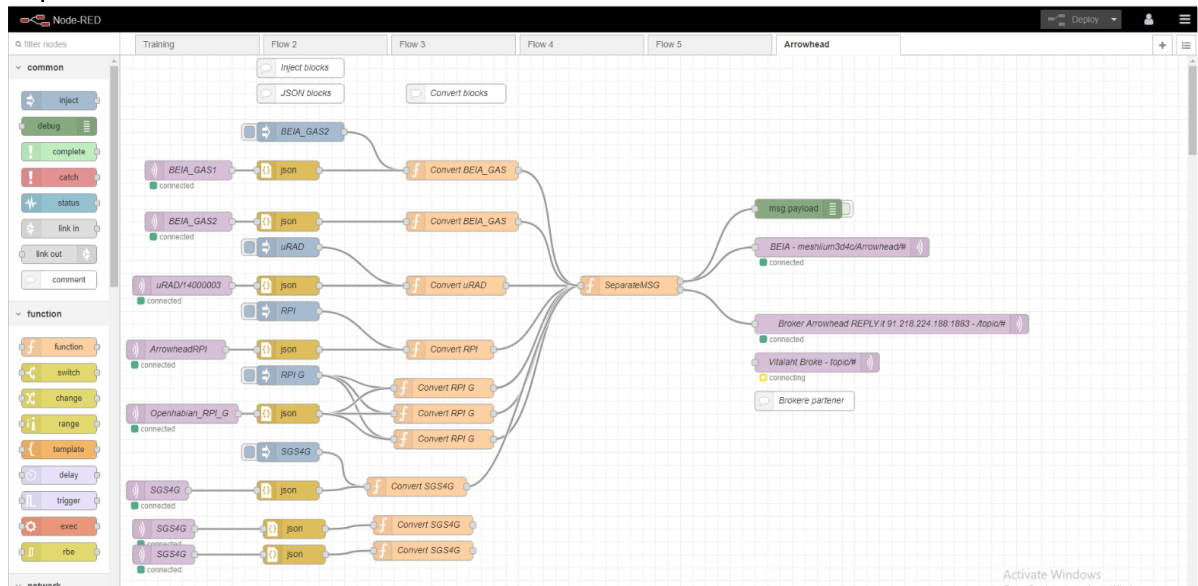 Node-RED
Deploy
filter nodes
Training
Flow 2
Flow 3
Flow 4
Flow 5
Arrowhead
common
inject
debug
complete
catch
status
link in
link out
comment
function
function
switch
change
range
template
delay
trigger
exec
rbe
network
Inject blocks
JSON blocks
Convert blocks
BEIA_GAS2
BEIA_GAS1
json
Convert BEIA_GAS
connected
BEIA_GAS2
json
Convert BEIA_GAS
connected
uRAD
uRAD/14000003
json
Convert uRAD
connected
RPI
ArrowheadRPI
json
Convert RPI
connected
RPI G
Convert RPI G
Openhabian_RPI_G
json
Convert RPI G
connected
Convert RPI G
SGS4G
SGS4G
json
Convert SGS4G
connected
SGS4G
json
Convert SGS4G
connected
SGS4G
json
Convert SGS4G
connected
SeparateMSG
msg.payload
BEIA - meshlium3d4c/Arrowhead/#
connected
Broker Arrowhead REPLY.it 91.218.224.188:1883 - /topic/#
connected
Vitalant Broke - topic/#
connecting
Brokere partener
Activate Windows